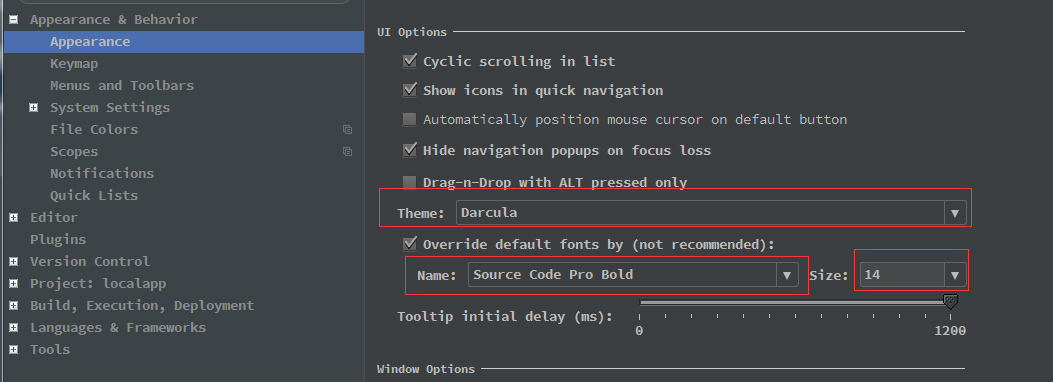 Appearance & Behavior
Appearance
Keymap
Menus and Toolbars
System Settings
File Colors
Scopes
Notifications
Quick Lists
Editor
Plugins
Version Control
Project: localapp
Build, Execution, Deployment
Languages & Frameworks
Tools
UI Options
Cyclic scrolling in list
Show icons in quick navigation
Automatically position mouse cursor on default button
Hide navigation popups on focus loss
Drag-n-Drop with ALT pressed only
Theme: Darcula
Override default fonts by (not recommended):
Name: Source Code Pro Bold Size: 14
Tooltip initial delay (ms):
0 1200
Window Options